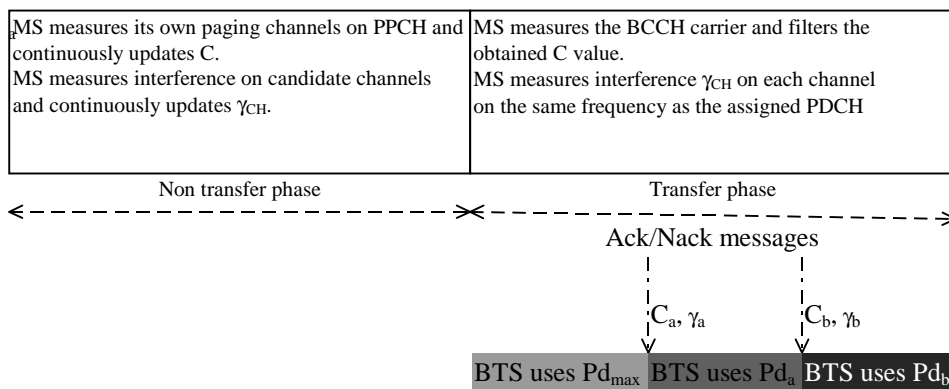 MS measures its own paging channels on PPCH and
continuously updates C.
MS measures interference on candidate channels
and continuously updates γCH.
MS measures the BCCH carrier and filters the
obtained C value.
MS measures interference γCH on each channel
on the same frequency as the assigned PDCH
Non transfer phase
Transfer phase
Ack/Nack messages
Ca, γa
Cb, γb
BTS uses Pdmax
BTS uses Pda
BTS uses Pdb